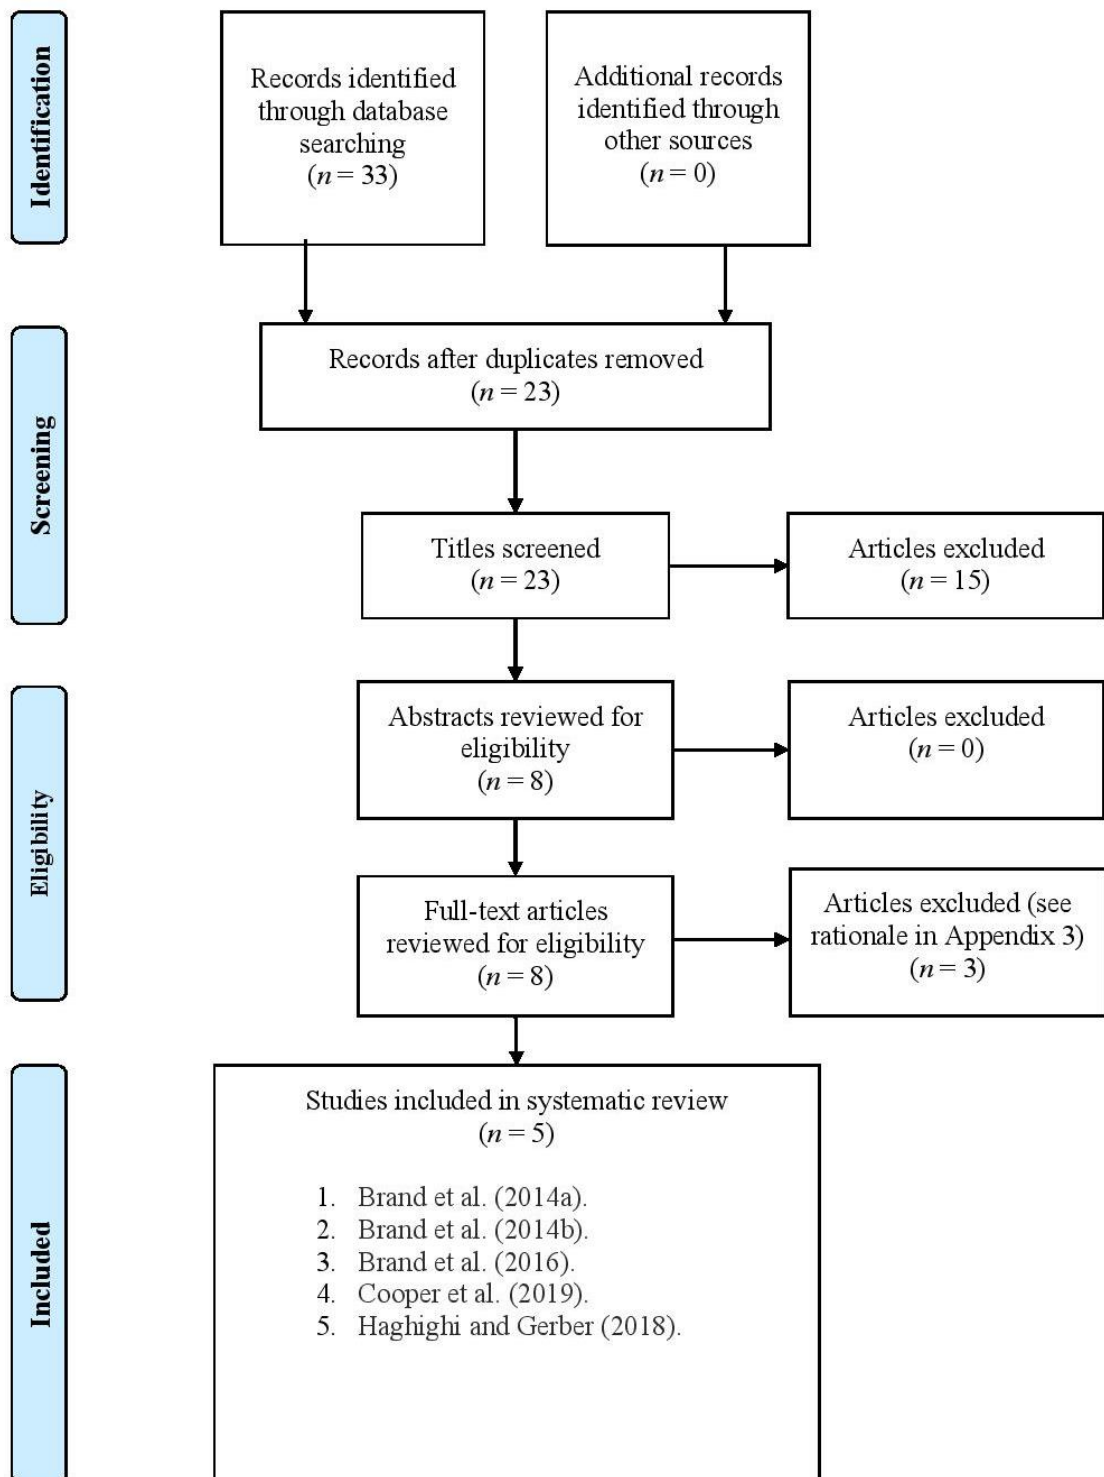 Identification
Records identified
through database
searching
(n = 33)
Additional records
identified through
other sources
(n = 0)
Screening
Records after duplicates removed
(n = 23)
Titles screened
(n = 23)
Articles excluded
(n = 15)
Eligibility
Abstracts reviewed for
eligibility
(n = 8)
Articles excluded
(n = 0)
Full-text articles
reviewed for eligibility
(n = 8)
Articles excluded (see
rationale in Appendix 3)
(n = 3)
Included
Studies included in systematic review
(n = 5)
1. Brand et al. (2014a).
2. Brand et al. (2014b).
3. Brand et al. (2016).
4. Cooper et al. (2019).
5. Haghighi and Gerber (2018).